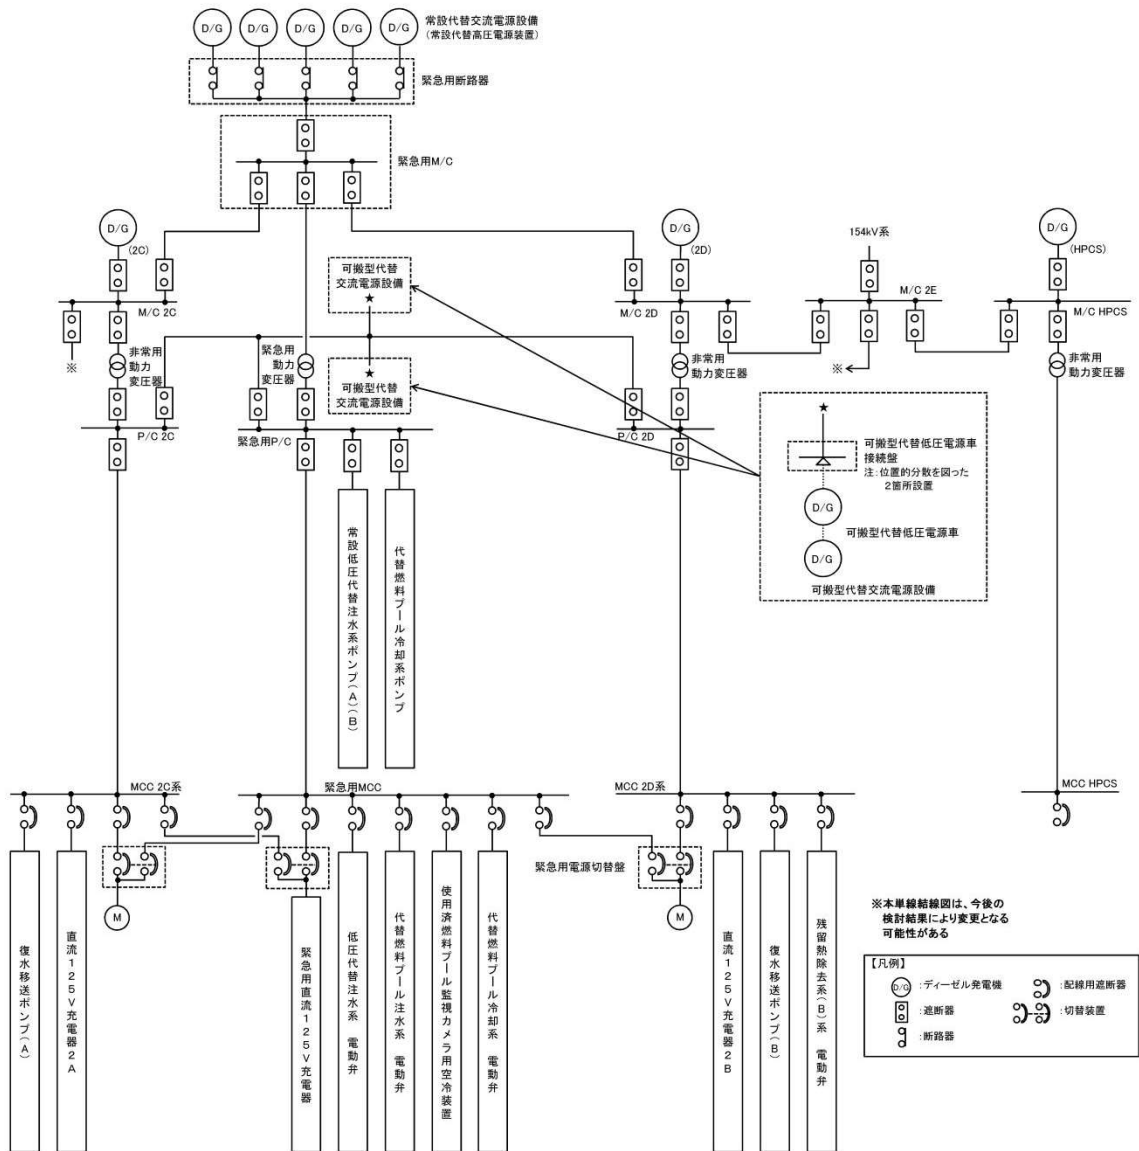 D/G
D/G
D/G
D/G
D/G
常設代替交流電源設備
(常設代替高圧電源装置)
緊急用断路器
緊急用M/C
D/G
(2C)
D/G
(2D)
154kV系
D/G
(HPCS)
可搬型代替
交流電源設備
★
M/C 2C
M/C 2D
M/C 2E
M/C HPCS
※
非常用
動力
変圧器
緊急用
動力
変圧器
★
可搬型代替
交流電源設備
非常用
動力変圧器
※
非常用
動力変圧器
P/C 2C
緊急用P/C
P/C 2D
★
可搬型代替低圧電源車
接続盤
注:位置的分散を図った
2箇所設置
D/G
可搬型代替低圧電源車
D/G
可搬型代替交流電源設備
常設低圧代替注水系ポンプ(A)(B)
代替燃料プール冷却系ポンプ
MCC 2C系
緊急用MCC
MCC 2D系
MCC HPCS
緊急用電源切替盤
M
M
復水移送ポンプ(A)
直流125V充電器2A
緊急用直流125V充電器
低圧代替注水系 電動弁
代替燃料プール注水系 電動弁
使用済燃料プール監視カメラ用空冷装置
代替燃料プール冷却系 電動弁
直流125V充電器2B
復水移送ポンプ(B)
残留熱除去系(B)系 電動弁
※本単線結線図は、今後の
検討結果により変更となる
可能性がある
【凡例】
D/G :ディーゼル発電機
:配線用遮断器
:遮断器
:切替装置
:断路器